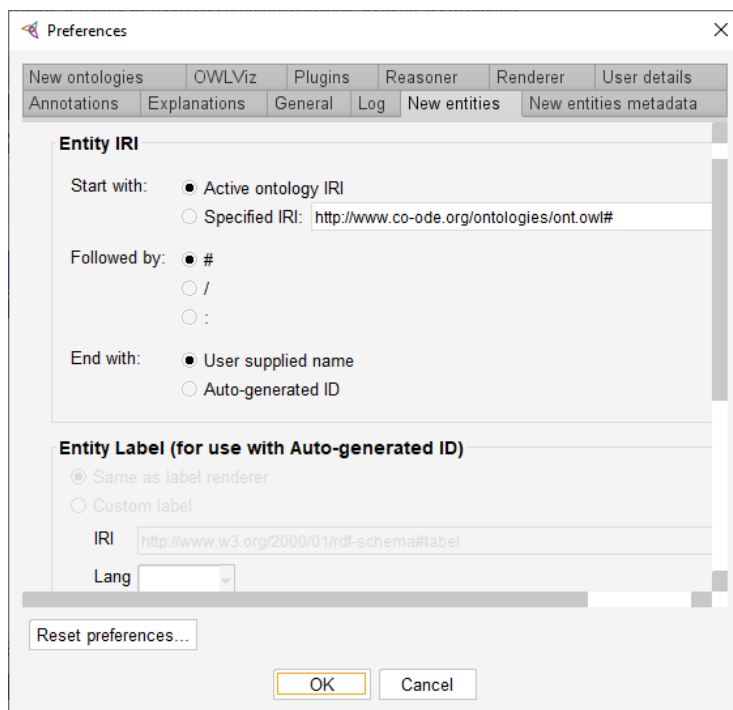 Preferences
New ontologies OWLViz Plugins Reasoner Renderer User details
Annotations Explanations General Log New entities New entities metadata
Entity IRI
Start with: Active ontology IRI
Specified IRI: http://www.co-ode.org/ontologies/ont.owl#
Followed by: #
/
:
End with: User supplied name
Auto-generated ID
Entity Label (for use with Auto-generated ID)
Same as label renderer
Custom label
IRI http://www.w3.org/2000/01/rdf-schema#label
Lang
Reset preferences...
OK Cancel